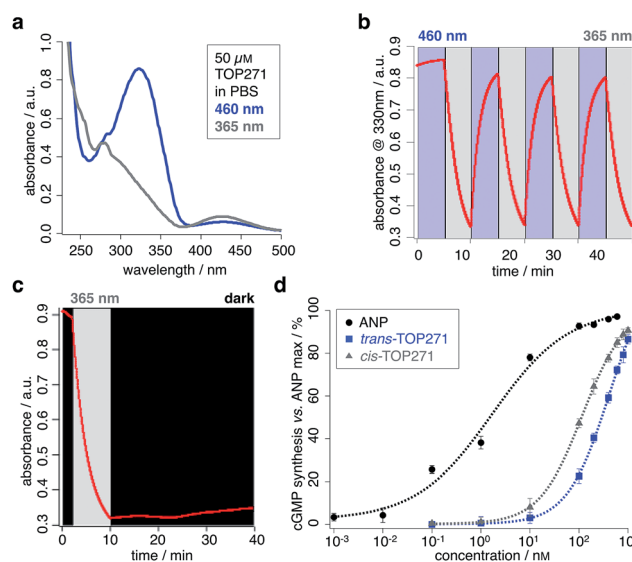 a
1.0
0.8
0.6
0.4
0.2
0.0
absorbance / a.u.
50 µM
TOP271
in PBS
460 nm
365 nm
250 300 350 400 450 500
wavelength / nm
b
460 nm 365 nm
0.9
0.8
0.7
0.6
0.5
0.4
0.3
absorbance @ 330nm / a.u.
0 10 20 30 40
time / min
c
365 nm dark
0.9
0.8
0.7
0.6
0.5
0.4
0.3
absorbance / a.u.
0 10 20 30 40
time / min
d
100
80
60
40
20
0
cGMP synthesis vs. ANP max / %
ANP
trans-TOP271
cis-TOP271
10⁻³ 10⁻² 10⁻¹ 10⁰ 10¹ 10² 10³
concentration / nM